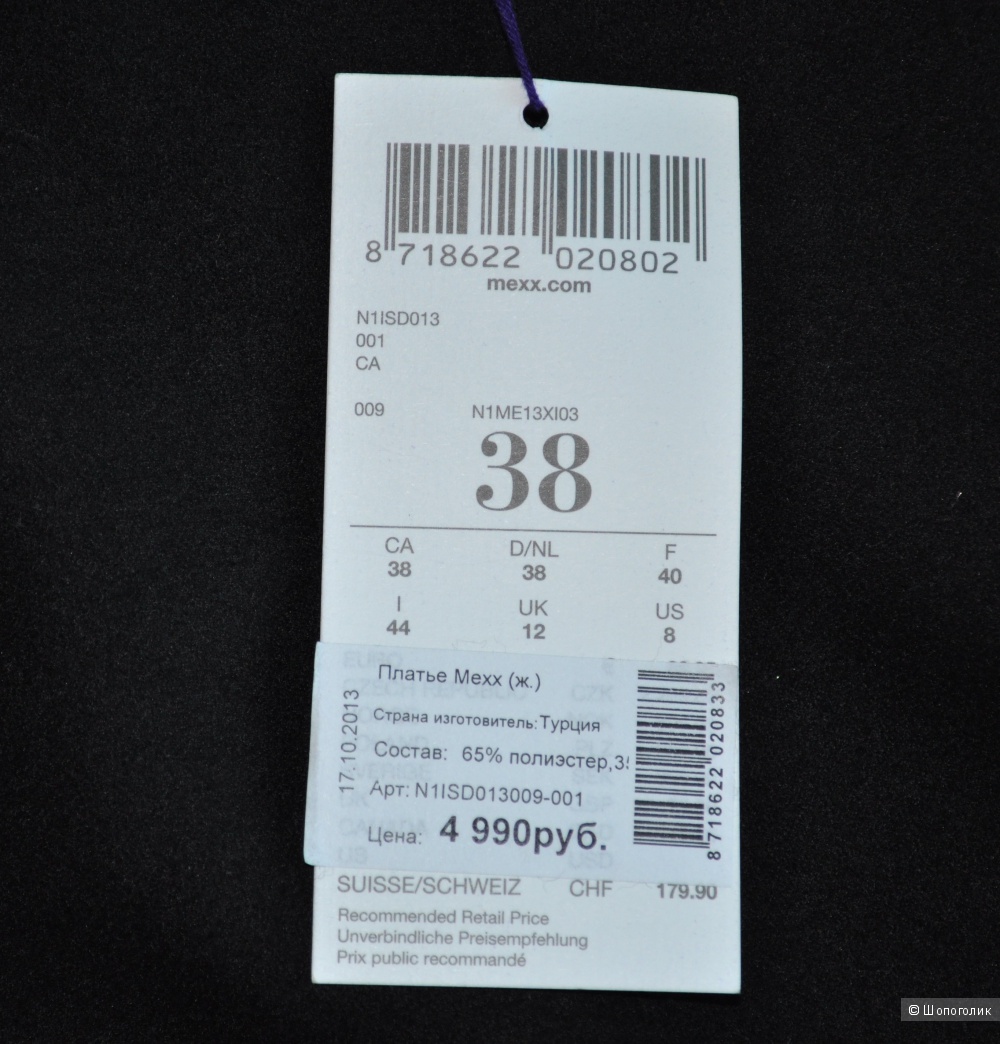 8 718622 020802
mexx.com
N1ISD013
001
CA
009 N1ME13XI03
38
CA D/NL F
38 38 40
I UK US
44 12 8
Платье Mexx (ж.)
Страна изготовитель:Турция
Состав: 65% полиэстер,3
Арт: N1ISD013009-001
Цена: 4 990руб.
17.10.2013
8 718622 020833
SUISSE/SCHWEIZ CHF 179.90
Recommended Retail Price
Unverbindliche Preisempfehlung
Prix public recommandé
© Шопоголик